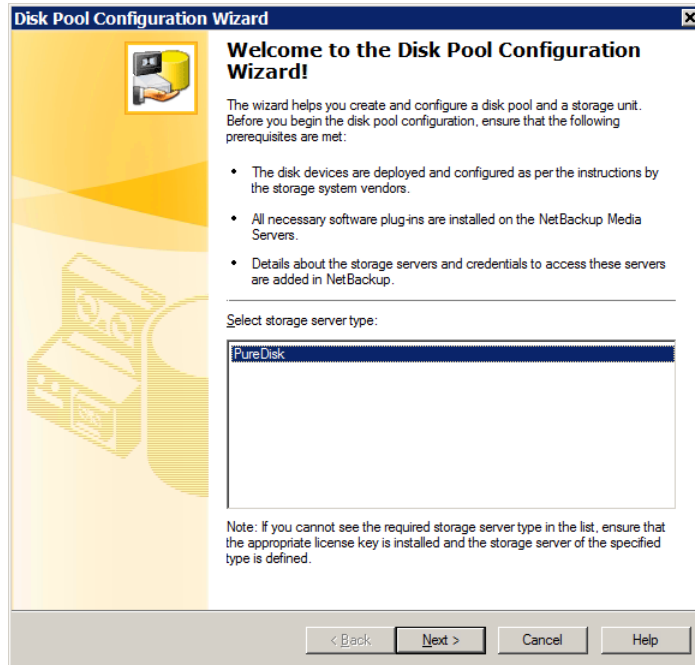 Disk Pool Configuration Wizard
Welcome to the Disk Pool Configuration
Wizard!
The wizard helps you create and configure a disk pool and a storage unit.
Before you begin the disk pool configuration, ensure that the following
prerequisites are met:
• The disk devices are deployed and configured as per the instructions by
the storage system vendors.
• All necessary software plug-ins are installed on the NetBackup Media
Servers.
• Details about the storage servers and credentials to access these servers
are added in NetBackup.
Select storage server type:
PureDisk
Note: If you cannot see the required storage server type in the list, ensure that
the appropriate license key is installed and the storage server of the specified
type is defined.
< Back Next > Cancel Help